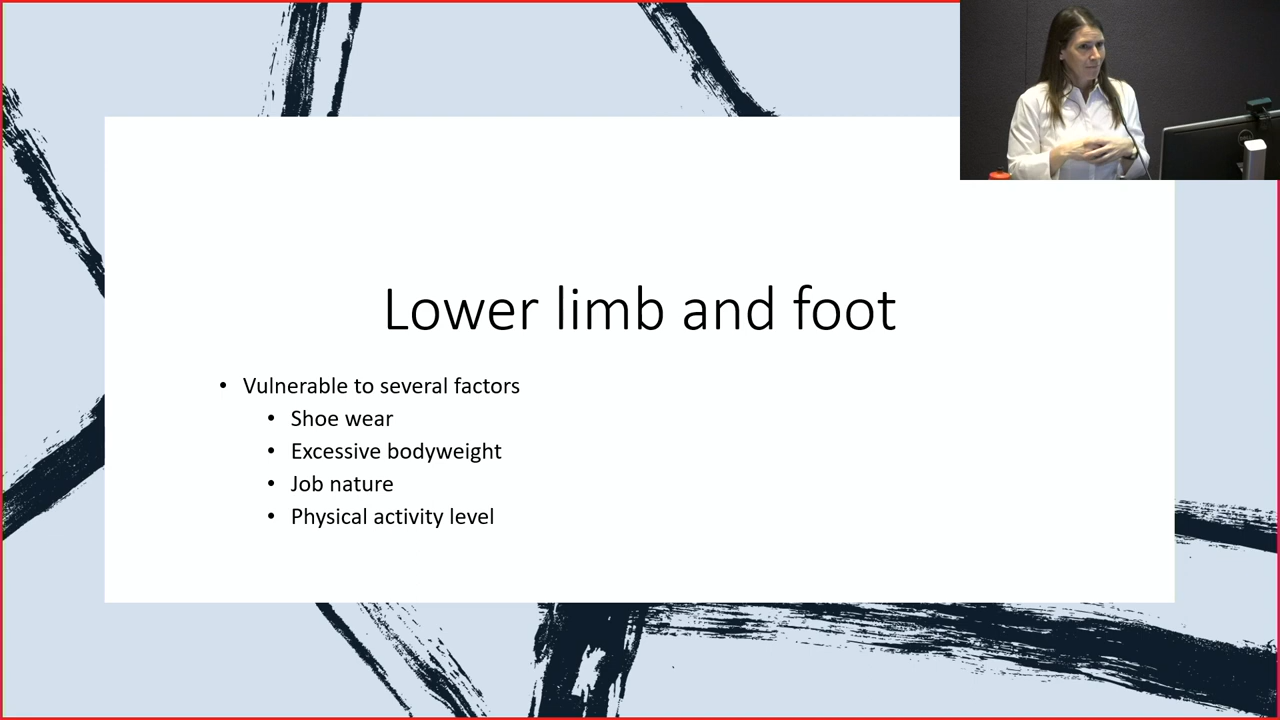 Lower limb and foot
• Vulnerable to several factors
• Shoe wear
• Excessive bodyweight
• Job nature
• Physical activity level